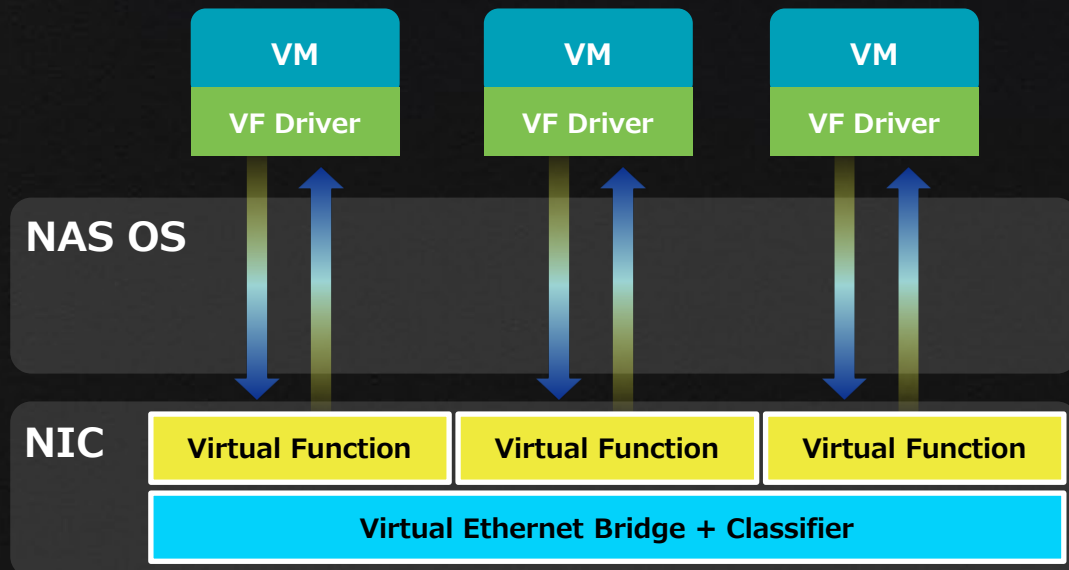 VM
VM
VM
VF Driver
VF Driver
VF Driver
NAS OS
NIC
Virtual Function
Virtual Function
Virtual Function
Virtual Ethernet Bridge + Classifier